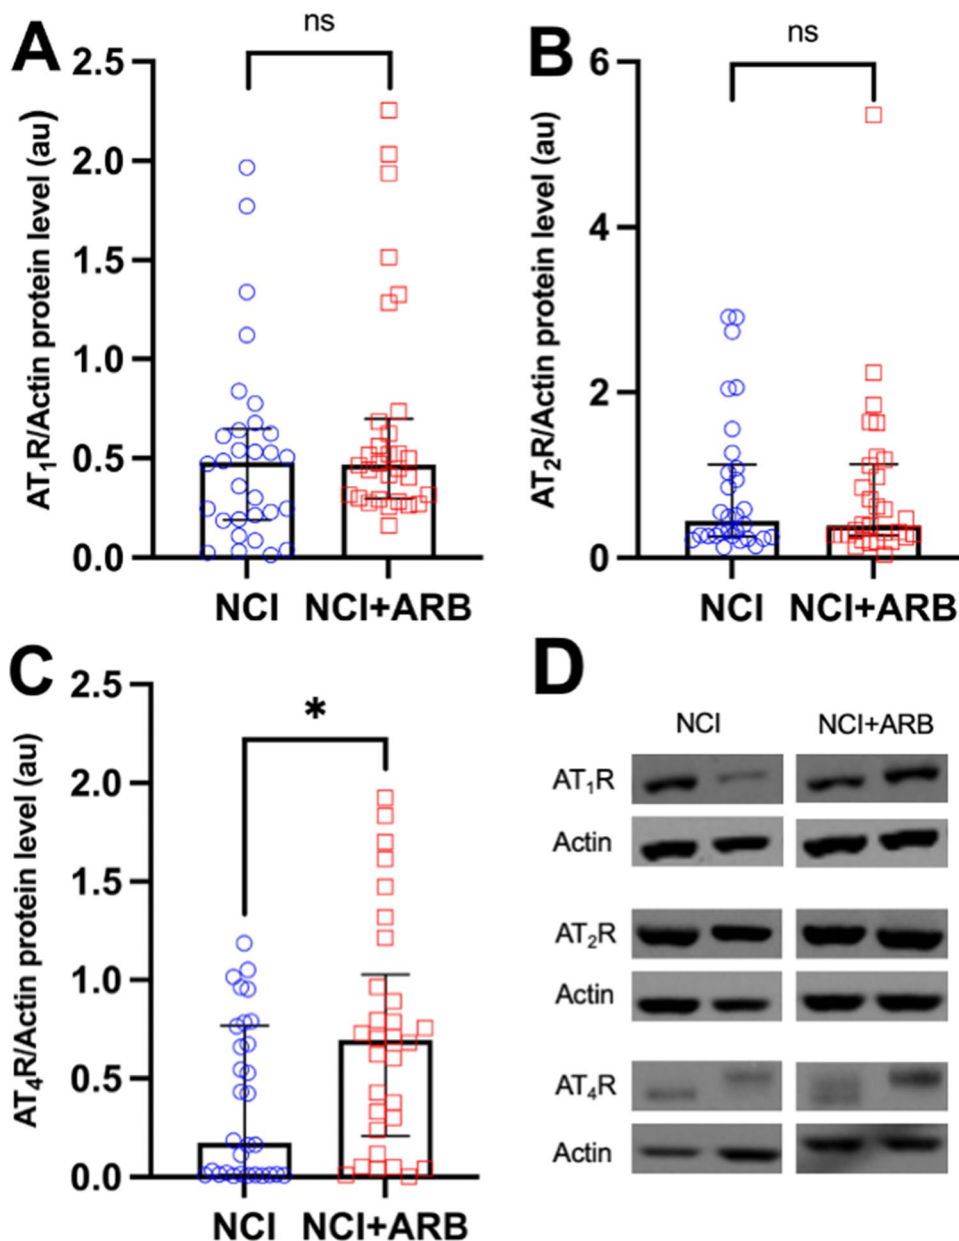 A
ns
AT₁R/Actin protein level (au)
2.5
2.0
1.5
1.0
0.5
0.0
NCI NCI+ARB
B
ns
AT₂R/Actin protein level (au)
6
4
2
0
NCI NCI+ARB
C
*
AT₄R/Actin protein level (au)
2.5
2.0
1.5
1.0
0.5
0.0
NCI NCI+ARB
D
NCI NCI+ARB
AT₁R
Actin
AT₂R
Actin
AT₄R
Actin